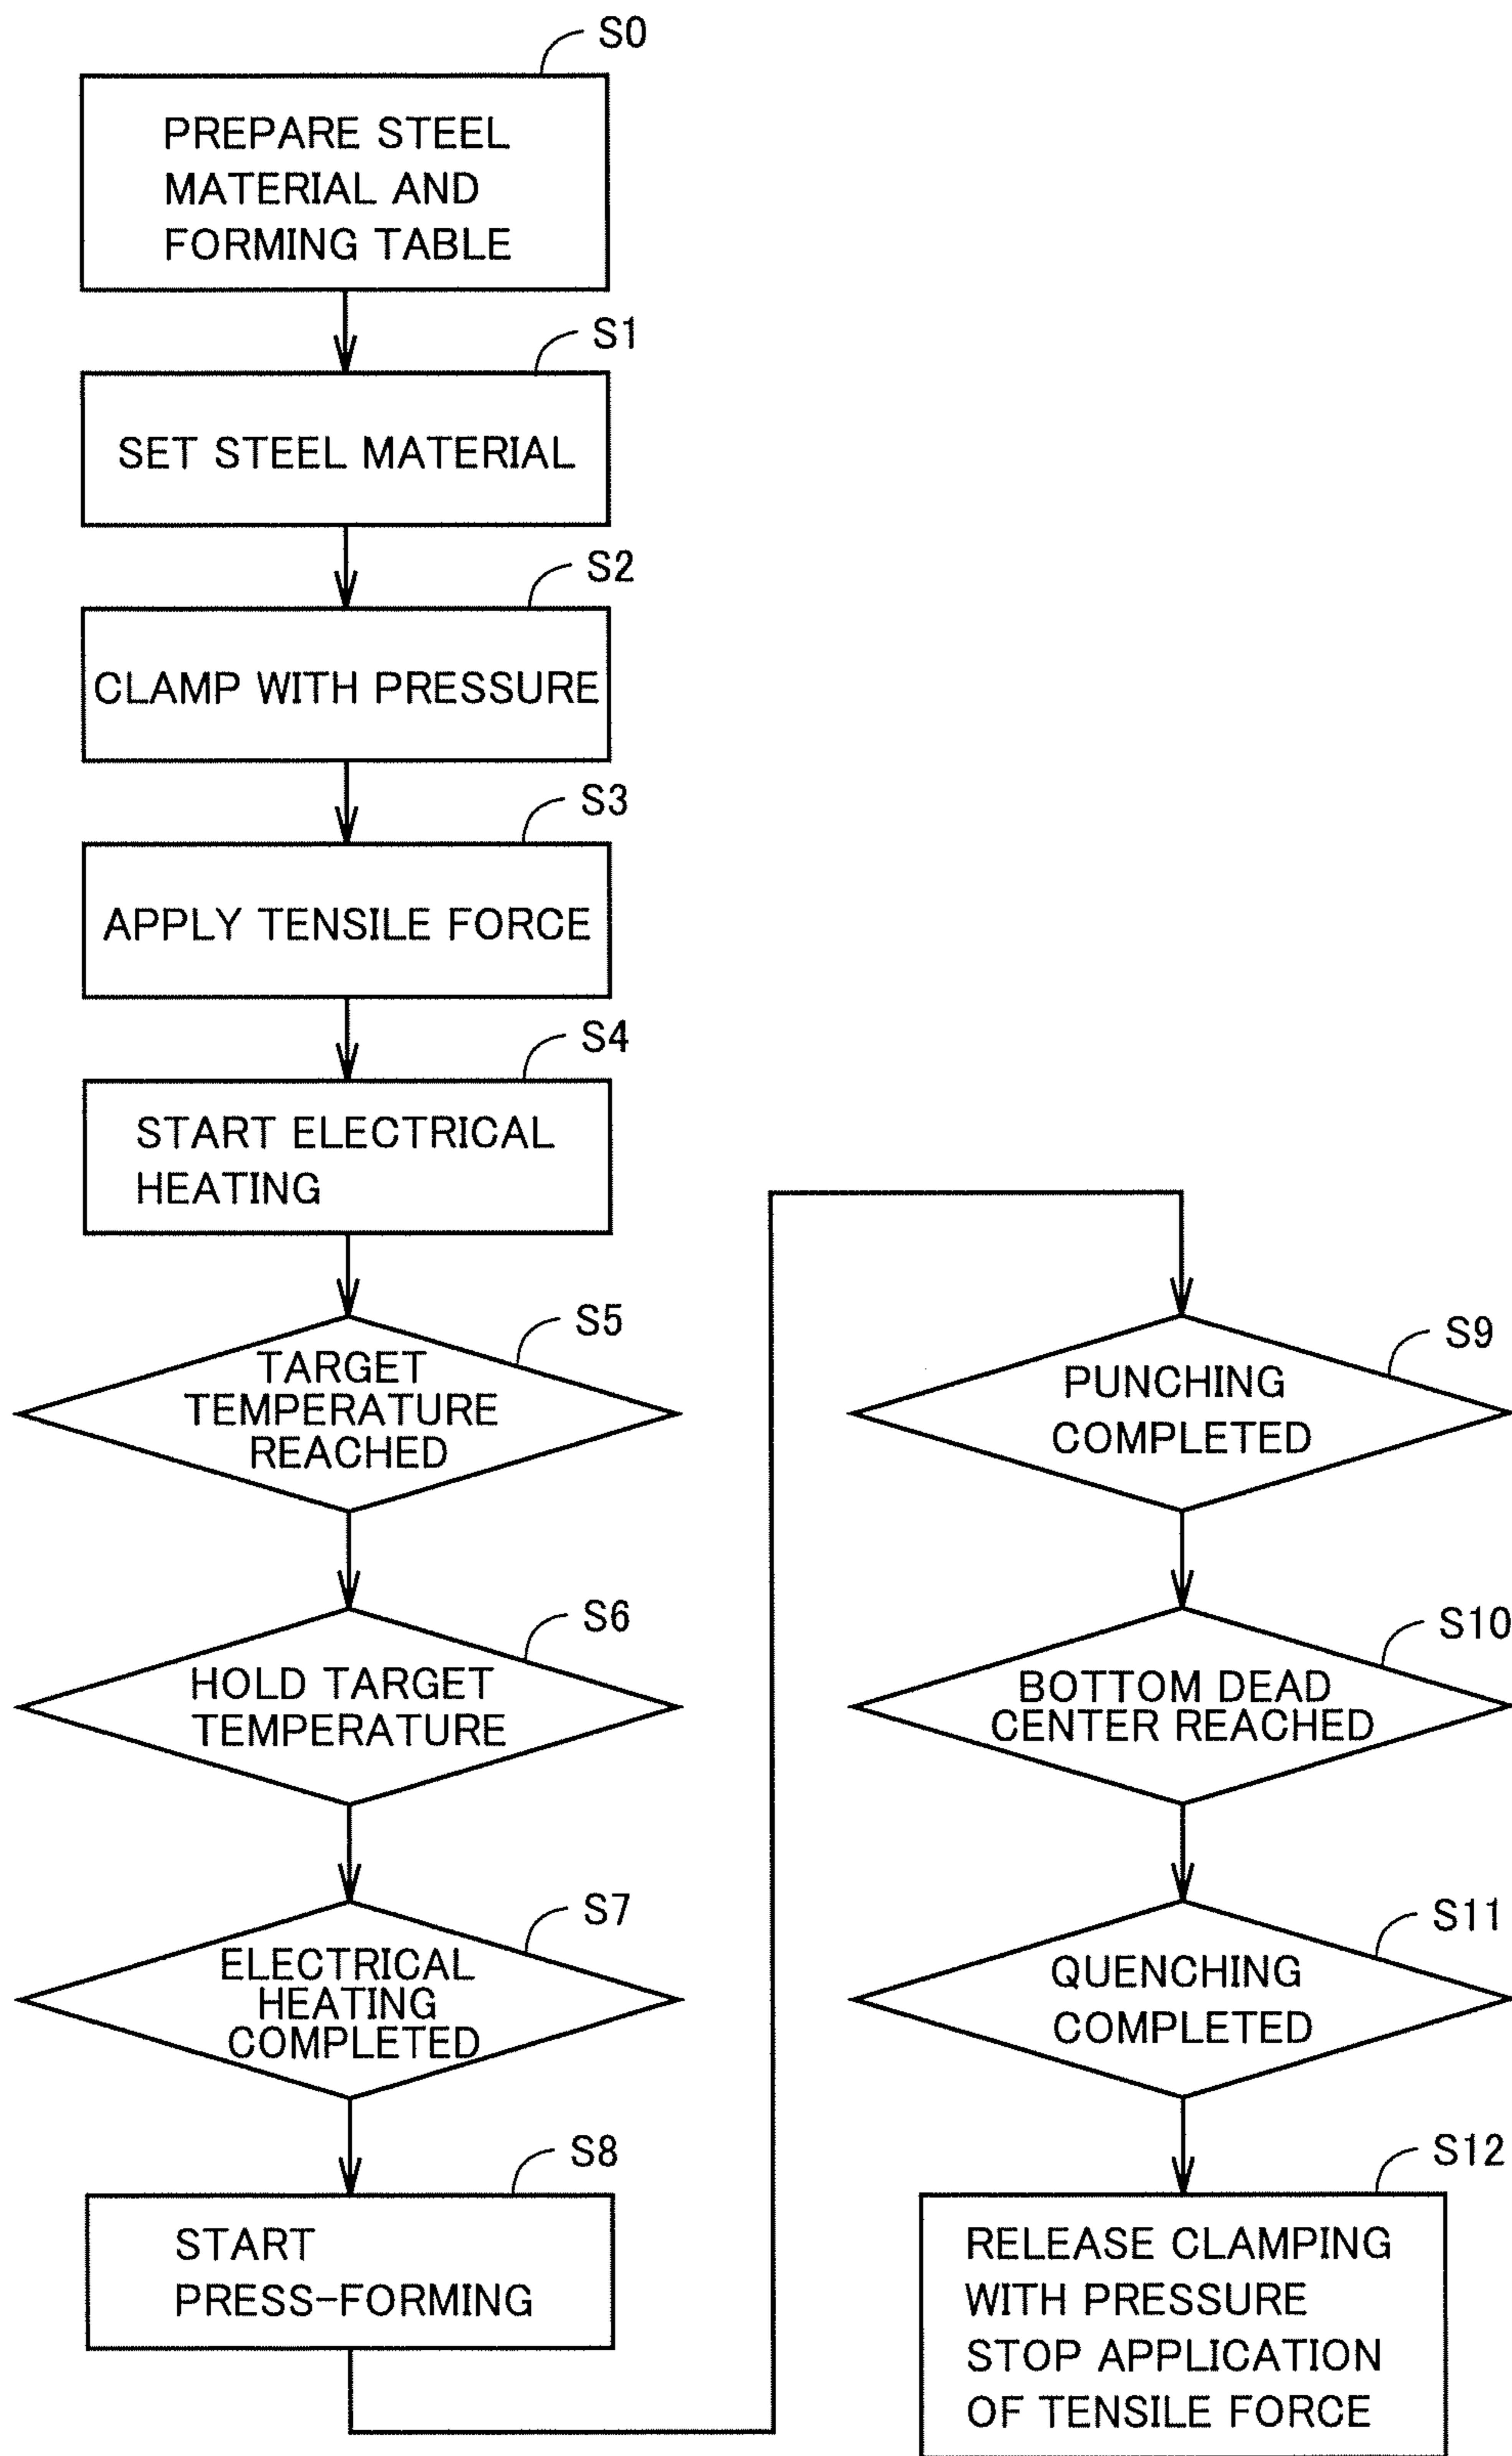 S0
PREPARE STEEL
MATERIAL AND
FORMING TABLE
S1
SET STEEL MATERIAL
S2
CLAMP WITH PRESSURE
S3
APPLY TENSILE FORCE
S4
START ELECTRICAL
HEATING
S5
TARGET
TEMPERATURE
REACHED
S6
HOLD TARGET
TEMPERATURE
S7
ELECTRICAL
HEATING
COMPLETED
S8
START
PRESS-FORMING
S9
PUNCHING
COMPLETED
S10
BOTTOM DEAD
CENTER REACHED
S11
QUENCHING
COMPLETED
S12
RELEASE CLAMPING
WITH PRESSURE
STOP APPLICATION
OF TENSILE FORCE